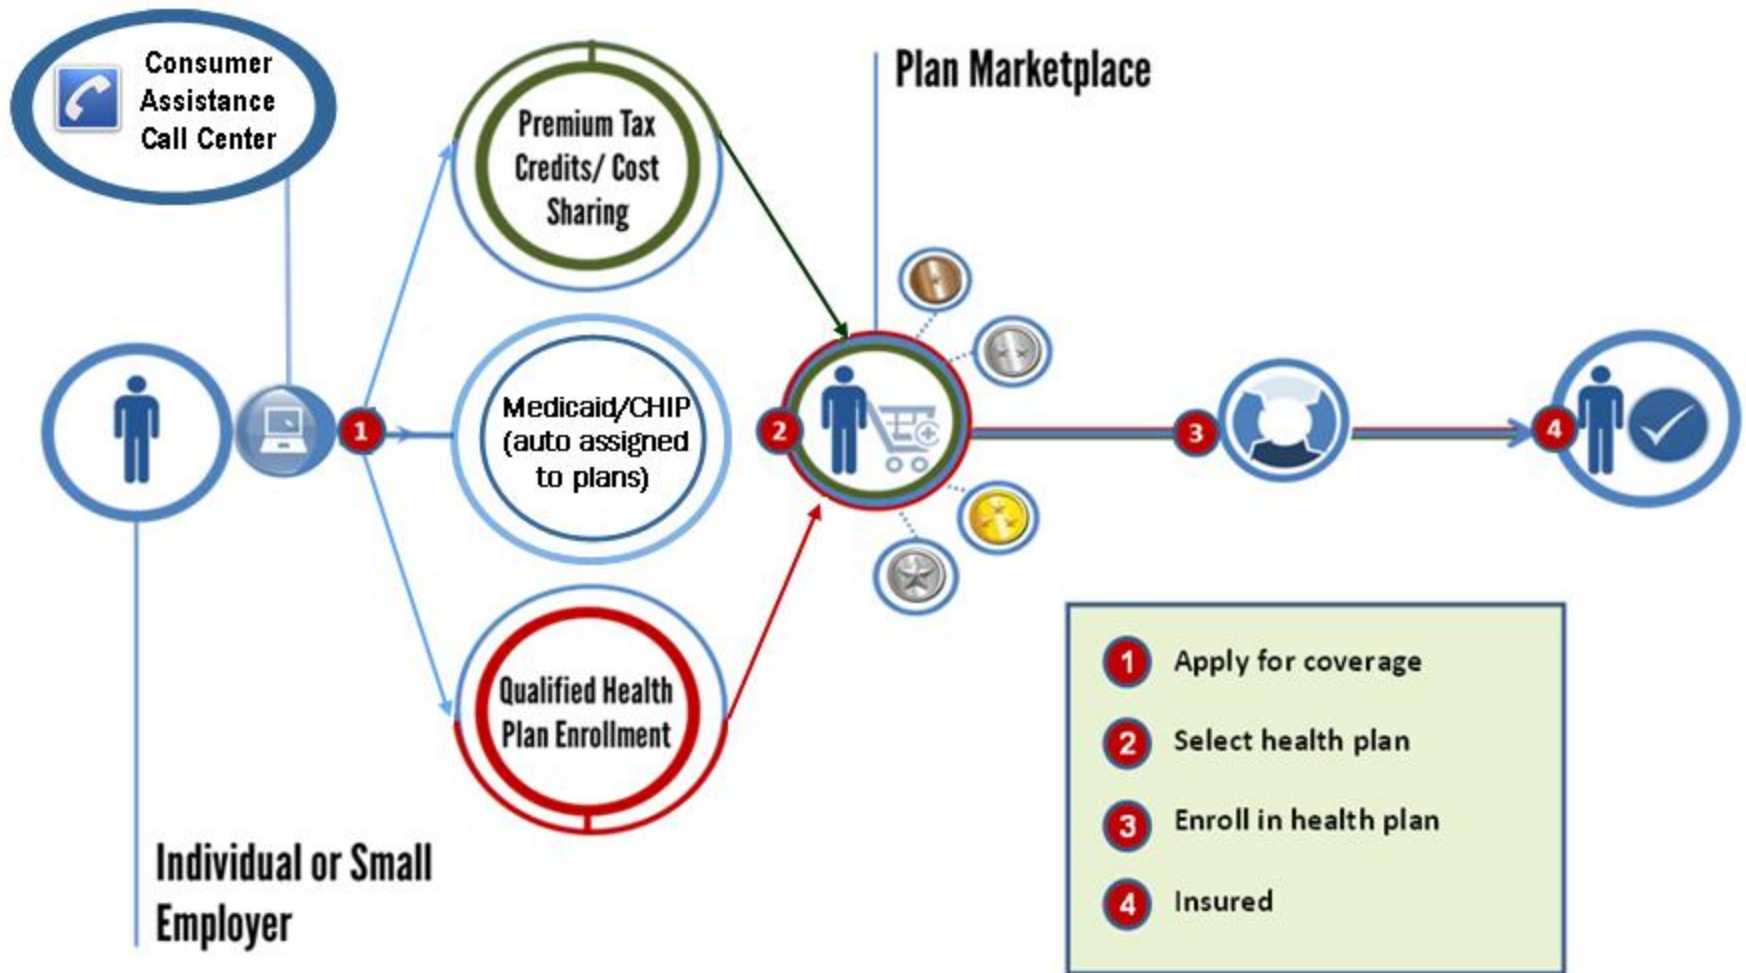 Consumer
Assistance
Call Center
Premium Tax
Credits/ Cost
Sharing
Plan Marketplace
1
Medicaid/CHIP
(auto assigned
to plans)
2
3
4
Qualified Health
Plan Enrollment
Individual or Small
Employer
1 Apply for coverage
2 Select health plan
3 Enroll in health plan
4 Insured